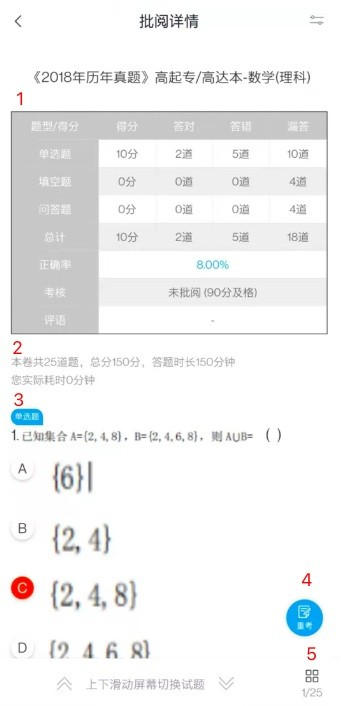 批阅详情
《2018年历年真题》高起专/高达本-数学(理科)
1
题型/得分 得分 答对 答错 漏答
单选题 10分 2道 5道 10道
填空题 0分 0道 0道 4道
问答题 0分 0道 0道 4道
总计 10分 2道 5道 18道
正确率 8.00%
考核 未批阅 (90分及格)
评语 -
2
本卷共25道题，总分150分，答题时长150分钟
您实际耗时0分钟
3
单选题
1. 已知集合 A={2,4,8}，B={2,4,6,8}，则 A∪B= ( )
A {6}
B {2,4}
C {2,4,8}
4
重考
D {2 4 6 8}
5
上下滑动屏幕切换试题
1/25